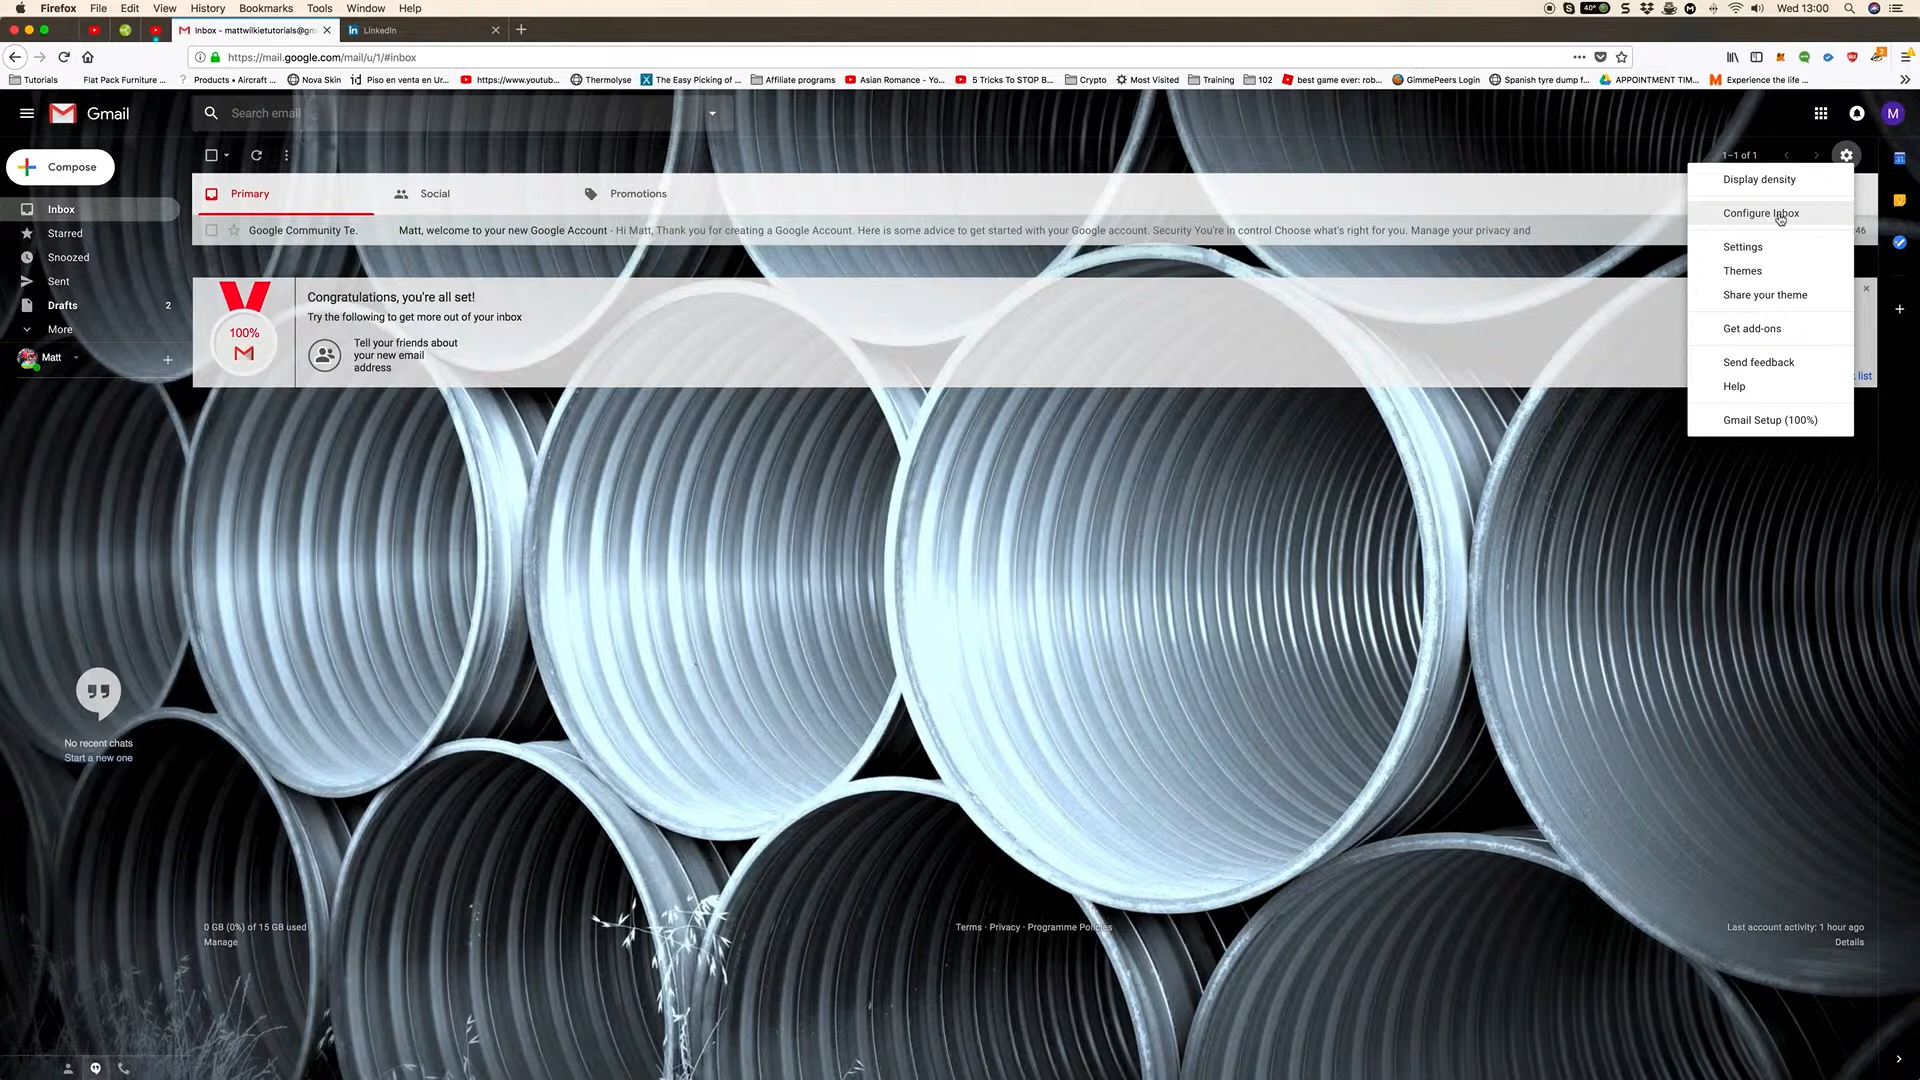 Firefox File Edit View History Bookmarks Tools Window Help
40° Wed 13:00
Inbox - mattwilkietutorials@gm
LinkedIn
https://mail.google.com/mail/u/1/#inbox
Tutorials Flat Pack Furniture ... Products • Aircraft ... Nova Skin Piso en venta en Ur... https://www.youtub... Thermolyse The Easy Picking of ... Affiliate programs Asian Romance - Yo... 5 Tricks To STOP B... Crypto Most Visited Training 102 best game ever: rob... GimmePeers Login Spanish tyre dump f... APPOINTMENT TIM... Experience the life ...
Gmail
Search email
M
Compose
1–1 of 1
Inbox
Starred
Snoozed
Sent
Drafts 2
More
Matt
Primary
Social
Promotions
Google Community Te. Matt, welcome to your new Google Account - Hi Matt, Thank you for creating a Google Account. Here is some advice to get started with your Google account. Security You're in control Choose what's right for you. Manage your privacy and
46
Congratulations, you're all set!
Try the following to get more out of your inbox
100%
Tell your friends about
your new email
address
list
Display density
Configure inbox
Settings
Themes
Share your theme
Get add-ons
Send feedback
Help
Gmail Setup (100%)
31
No recent chats
Start a new one
0 GB (0%) of 15 GB used
Manage
Terms · Privacy · Programme Policies
Last account activity: 1 hour ago
Details